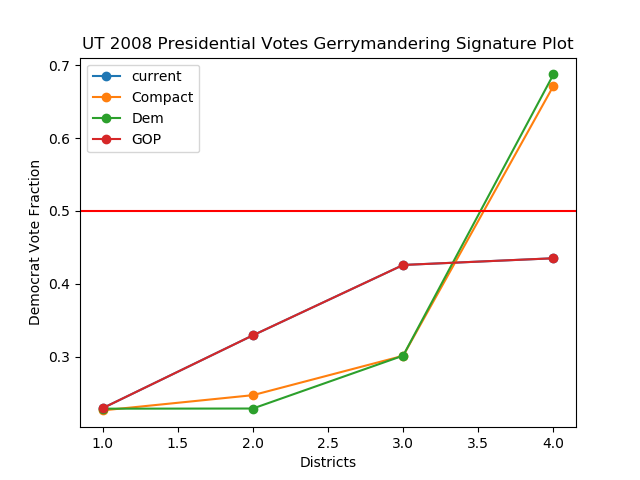 UT 2008 Presidential Votes Gerrymandering Signature Plot
current
Compact
Dem
GOP
Democrat Vote Fraction
0.7
0.6
0.5
0.4
0.3
1.0 1.5 2.0 2.5 3.0 3.5 4.0
Districts